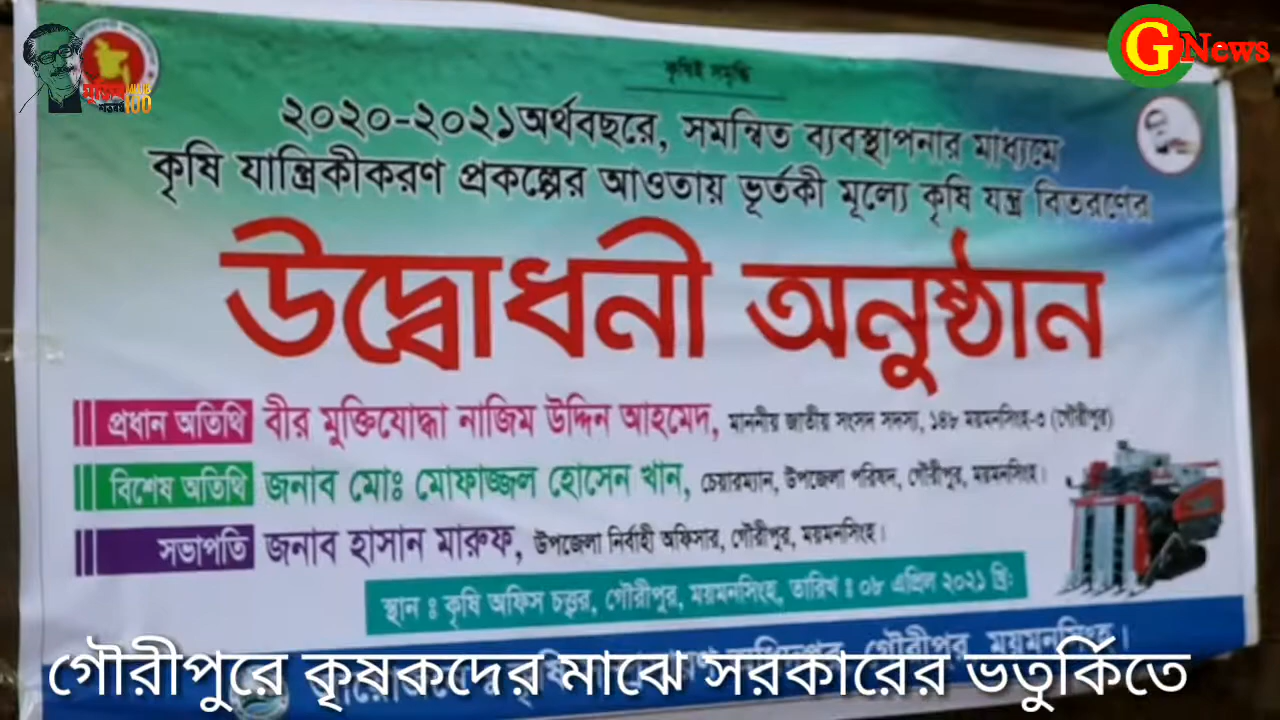 মুজিব
শতবর্ষ
MUJIB
100
G News
কৃষিই সমৃদ্ধি
২০২০-২০২১অর্থবছরে, সমন্বিত ব্যবস্থাপনার মাধ্যমে
কৃষি যান্ত্রিকীকরণ প্রকল্পের আওতায় ভূর্তকী মূল্যে কৃষি যন্ত্র বিতরণের
উদ্বোধনী অনুষ্ঠান
প্রধান অতিথি বীর মুক্তিযোদ্ধা নাজিম উদ্দিন আহমেদ, মাননীয় জাতীয় সংসদ সদস্য, ১৪৮ ময়মনসিংহ-৩ (গৌরীপুর)
বিশেষ অতিথি জনাব মোঃ মোফাজ্জল হোসেন খান, চেয়ারম্যান, উপজেলা পরিষদ, গৌরীপুর, ময়মনসিংহ।
সভাপতি জনাব হাসান মারুফ, উপজেলা নির্বাহী অফিসার, গৌরীপুর, ময়মনসিংহ।
স্থান : কৃষি অফিস চত্ত্বর, গৌরীপুর, ময়মনসিংহ, তারিখ : ০৮ এপ্রিল ২০২১ খ্রি:
গৌরীপুর, ময়মনসিংহ।
গৌরীপুরে কৃষকদের মাঝে সরকারের ভতুর্কিতে